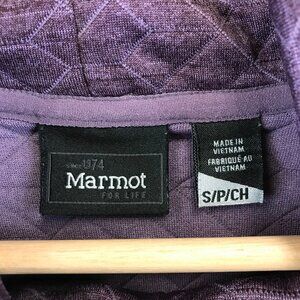 SINCE 1974
Marmot
FOR LIFE
MADE IN
VIETNAM
FABRIQUÉ AU
VIETNAM
S/P/CH